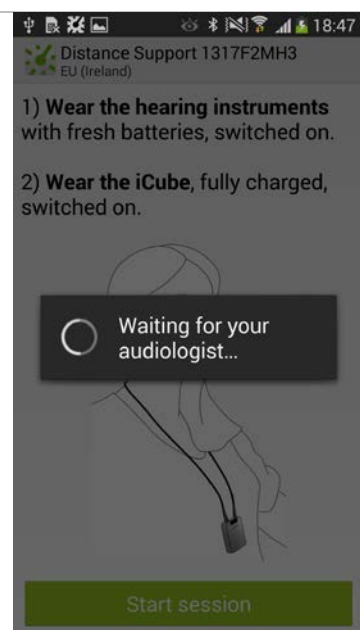 18:47
Distance Support 1317F2MH3
EU (Ireland)
1) Wear the hearing instruments
with fresh batteries, switched on.
2) Wear the iCube, fully charged,
switched on.
Waiting for your
audiologist...
Start session